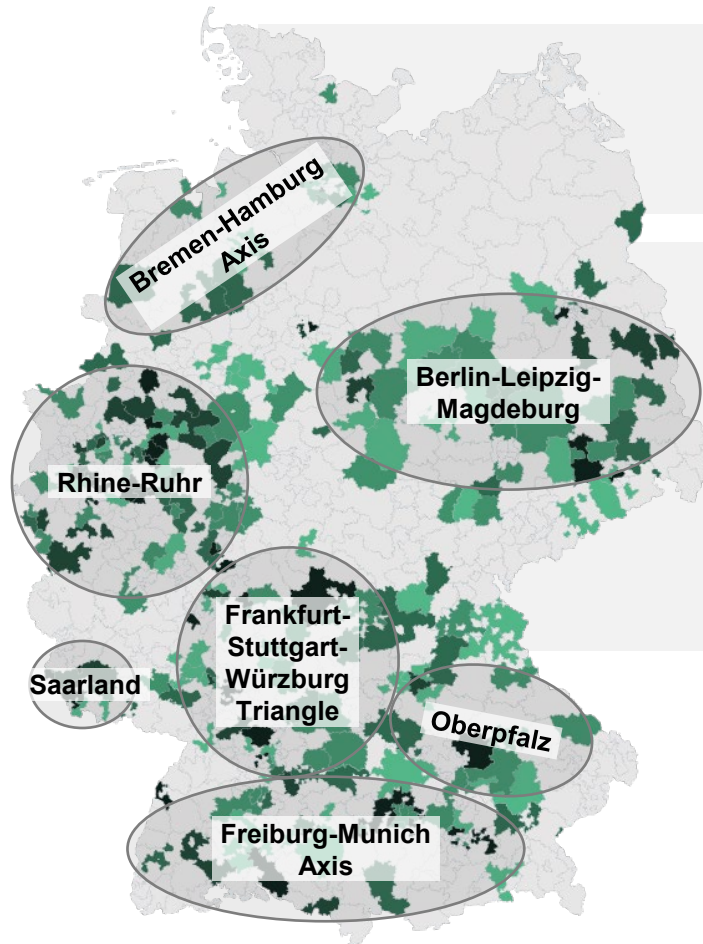 Bremen-Hamburg
Axis
Berlin-Leipzig-
Magdeburg
Rhine-Ruhr
Frankfurt-
Stuttgart-
Würzburg
Triangle
Saarland
Oberpfalz
Freiburg-Munich
Axis